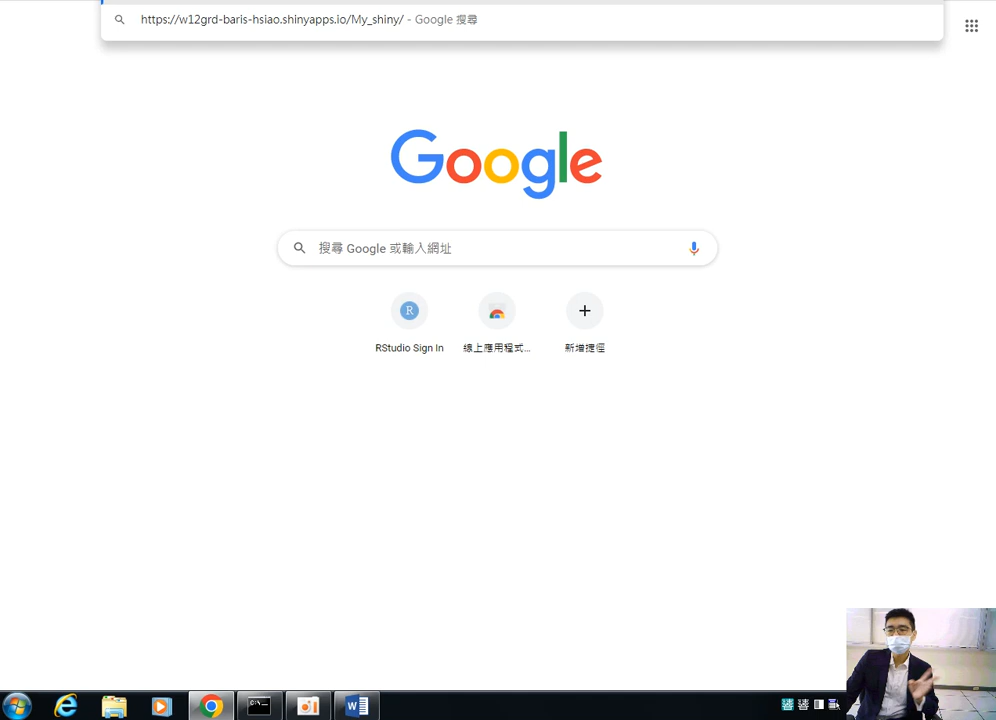 https://w12grd-baris-hsiao.shinyapps.io/My_shiny/ - Google 搜尋
Google
搜尋 Google 或輸入網址
R
RStudio Sign In
線上應用程式...
新增捷徑
C:\
W